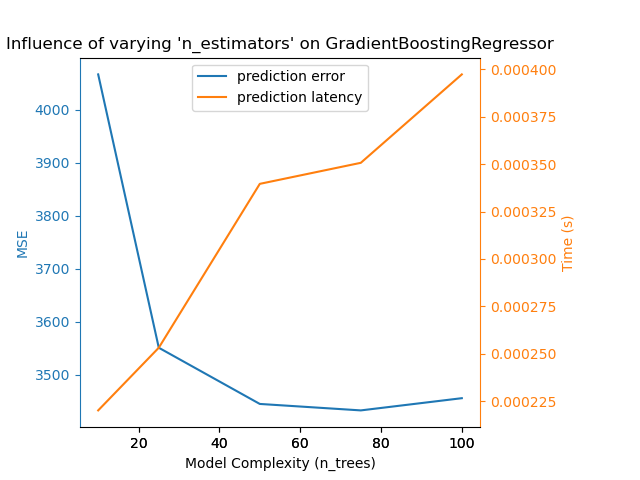 Influence of varying 'n_estimators' on GradientBoostingRegressor
prediction error
prediction latency
4000
3900
3800
3700
3600
3500
MSE
0.000400
0.000375
0.000350
0.000325
0.000300
0.000275
0.000250
0.000225
Time (s)
20 40 60 80 100
Model Complexity (n_trees)